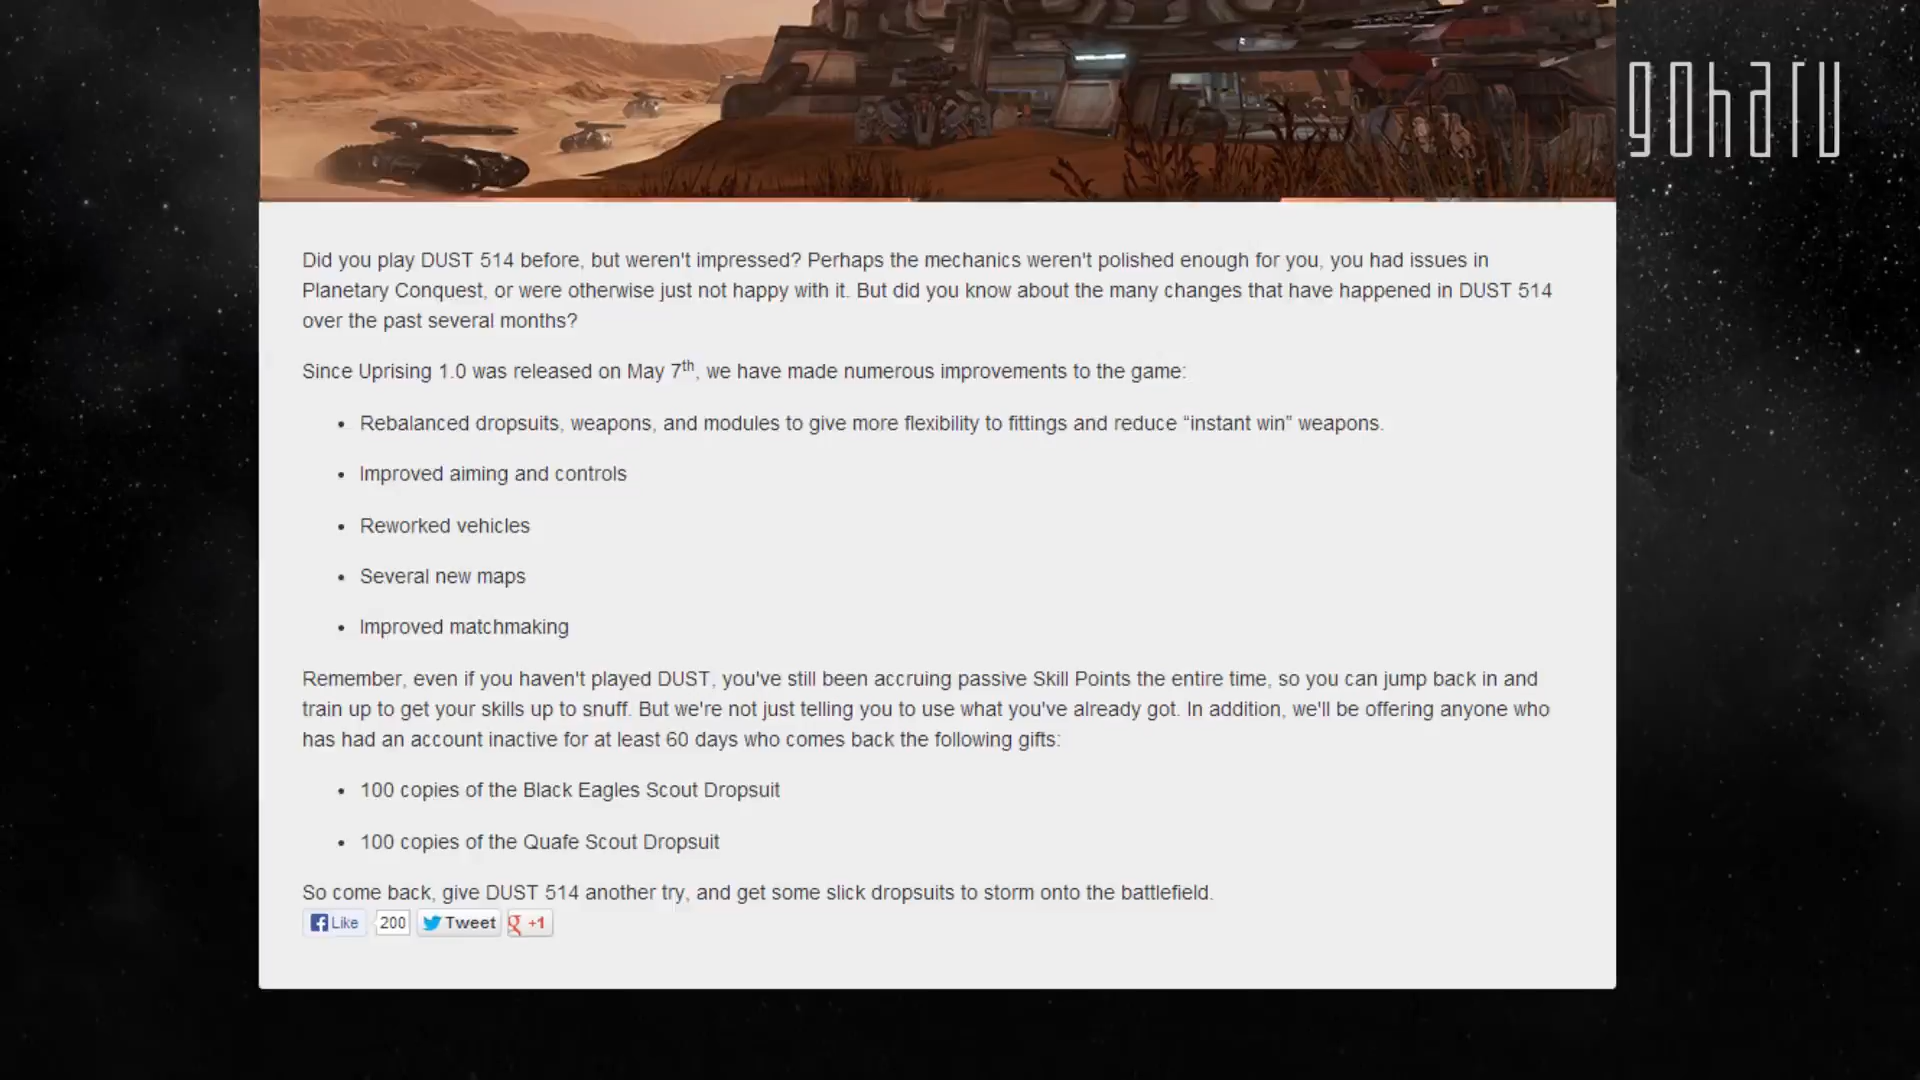 goharu
Did you play DUST 514 before, but weren't impressed? Perhaps the mechanics weren't polished enough for you, you had issues in
Planetary Conquest, or were otherwise just not happy with it. But did you know about the many changes that have happened in DUST 514
over the past several months?
Since Uprising 1.0 was released on May 7th, we have made numerous improvements to the game:
• Rebalanced dropsuits, weapons, and modules to give more flexibility to fittings and reduce “instant win” weapons.
• Improved aiming and controls
• Reworked vehicles
• Several new maps
• Improved matchmaking
Remember, even if you haven't played DUST, you've still been accruing passive Skill Points the entire time, so you can jump back in and
train up to get your skills up to snuff. But we're not just telling you to use what you've already got. In addition, we'll be offering anyone who
has had an account inactive for at least 60 days who comes back the following gifts:
• 100 copies of the Black Eagles Scout Dropsuit
• 100 copies of the Quafe Scout Dropsuit
So come back, give DUST 514 another try, and get some slick dropsuits to storm onto the battlefield.
Like 200 Tweet +1